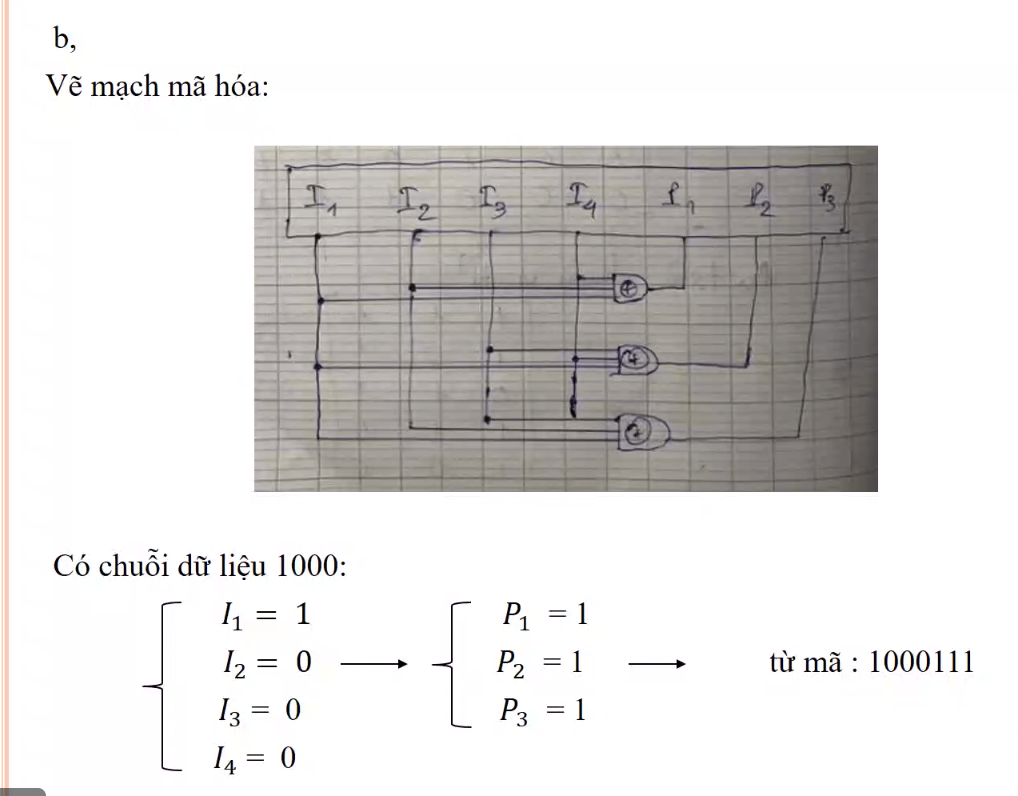 b,
Vẽ mạch mã hóa:
I₁ I₂ I₃ I₄ P₁ P₂ P₃
Có chuỗi dữ liệu 1000:
I₁ = 1
I₂ = 0
I₃ = 0
I₄ = 0
P₁ = 1
P₂ = 1
P₃ = 1
từ mã : 1000111